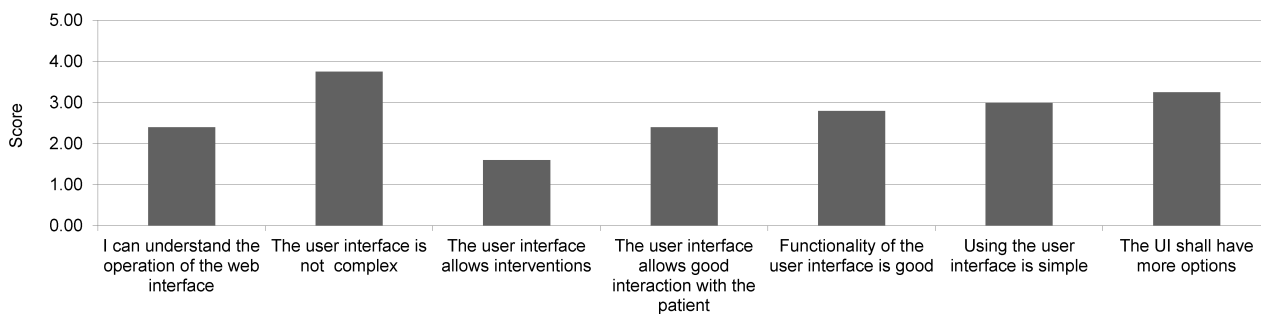 5.00
4.00
3.00
2.00
1.00
0.00
Score
I can understand the
operation of the web
interface
The user interface is
not complex
The user interface
allows interventions
The user interface
allows good
interaction with the
patient
Functionality of the
user interface is good
Using the user
interface is simple
The UI shall have
more options